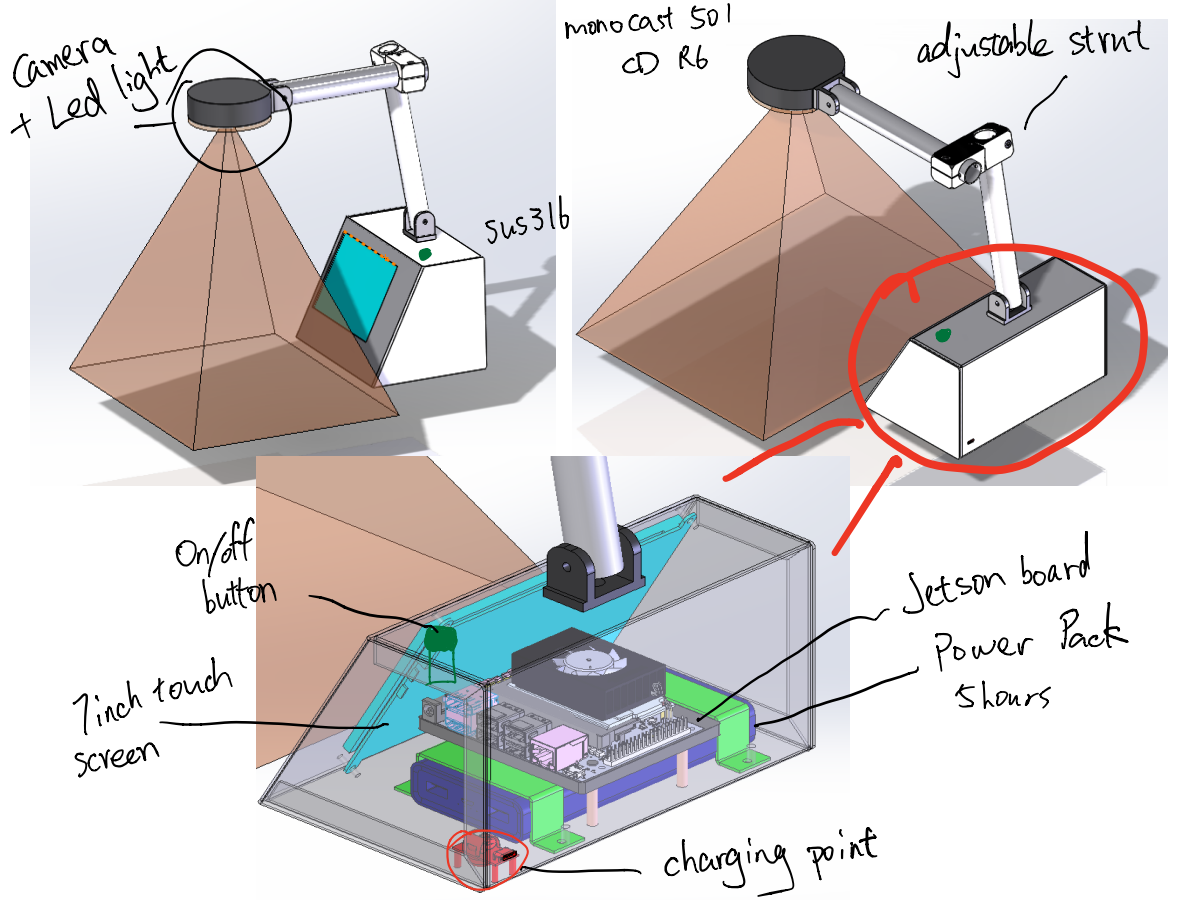 Camera
+ Led light
monocast 501
CD R6
adjustable strut
sus316
On/off
button
7inch touch
screen
Jetson board
Power Pack
5hours
charging point